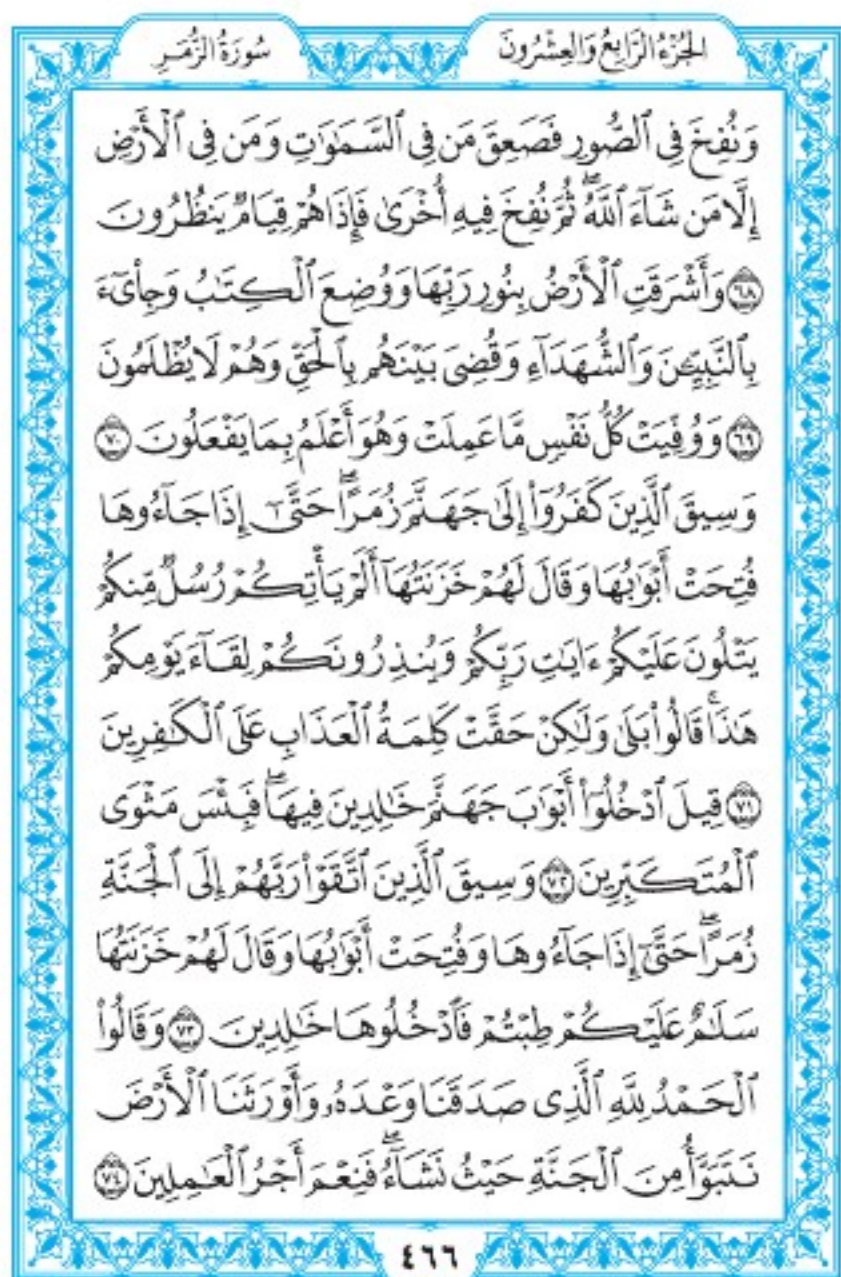 الجُزْءُ الرَّابِعُ وَالعِشْرُونَ
سُورَةُ الزُّمَرِ
وَنُفِخَ فِي ٱلصُّورِ فَصَعِقَ مَن فِي ٱلسَّمَٰوَٰتِ وَمَن فِي ٱلْأَرْضِ
إِلَّا مَن شَآءَ ٱللَّهُۖ ثُمَّ نُفِخَ فِيهِ أُخْرَىٰ فَإِذَا هُمْ قِيَامٌ يَنظُرُونَ
۝٦٨ وَأَشْرَقَتِ ٱلْأَرْضُ بِنُورِ رَبِّهَا وَوُضِعَ ٱلْكِتَٰبُ وَجِاْىٓءَ
بِٱلنَّبِيِّـۧنَ وَٱلشُّهَدَآءِ وَقُضِىَ بَيْنَهُم بِٱلْحَقِّ وَهُمْ لَا يُظْلَمُونَ
۝٦٩ وَوُفِّيَتْ كُلُّ نَفْسٍ مَّا عَمِلَتْ وَهُوَ أَعْلَمُ بِمَا يَفْعَلُونَ ۝٧٠
وَسِيقَ ٱلَّذِينَ كَفَرُوٓاْ إِلَىٰ جَهَنَّمَ زُمَرًاۖ حَتَّىٰٓ إِذَا جَآءُوهَا
فُتِحَتْ أَبْوَٰبُهَا وَقَالَ لَهُمْ خَزَنَتُهَآ أَلَمْ يَأْتِكُمْ رُسُلٌ مِّنكُمْ
يَتْلُونَ عَلَيْكُمْ ءَايَٰتِ رَبِّكُمْ وَيُنذِرُونَكُمْ لِقَآءَ يَوْمِكُمْ
هَٰذَاۚ قَالُواْ بَلَىٰ وَلَٰكِنْ حَقَّتْ كَلِمَةُ ٱلْعَذَابِ عَلَى ٱلْكَٰفِرِينَ
۝٧١ قِيلَ ٱدْخُلُوٓاْ أَبْوَٰبَ جَهَنَّمَ خَٰلِدِينَ فِيهَاۖ فَبِئْسَ مَثْوَى
ٱلْمُتَكَبِّرِينَ ۝٧٢ وَسِيقَ ٱلَّذِينَ ٱتَّقَوْاْ رَبَّهُمْ إِلَى ٱلْجَنَّةِ
زُمَرًاۖ حَتَّىٰٓ إِذَا جَآءُوهَا وَفُتِحَتْ أَبْوَٰبُهَا وَقَالَ لَهُمْ خَزَنَتُهَا
سَلَٰمٌ عَلَيْكُمْ طِبْتُمْ فَٱدْخُلُوهَا خَٰلِدِينَ ۝٧٣ وَقَالُواْ
ٱلْحَمْدُ لِلَّهِ ٱلَّذِى صَدَقَنَا وَعْدَهُۥ وَأَوْرَثَنَا ٱلْأَرْضَ
نَتَبَوَّأُ مِنَ ٱلْجَنَّةِ حَيْثُ نَشَآءُۖ فَنِعْمَ أَجْرُ ٱلْعَٰمِلِينَ ۝٧٤
٤٦٦